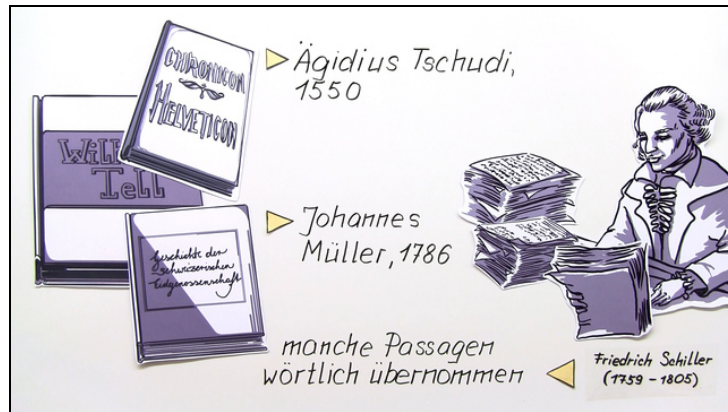 CHRONICON
HELVETICON
Ägidius Tschudi,
1550
Tell
Johannes
Müller, 1786
Geschichte der
schweizerischen
Eidgenossenschaft
manche Passagen
wörtlich übernommen
Friedrich Schiller
(1759 - 1805)